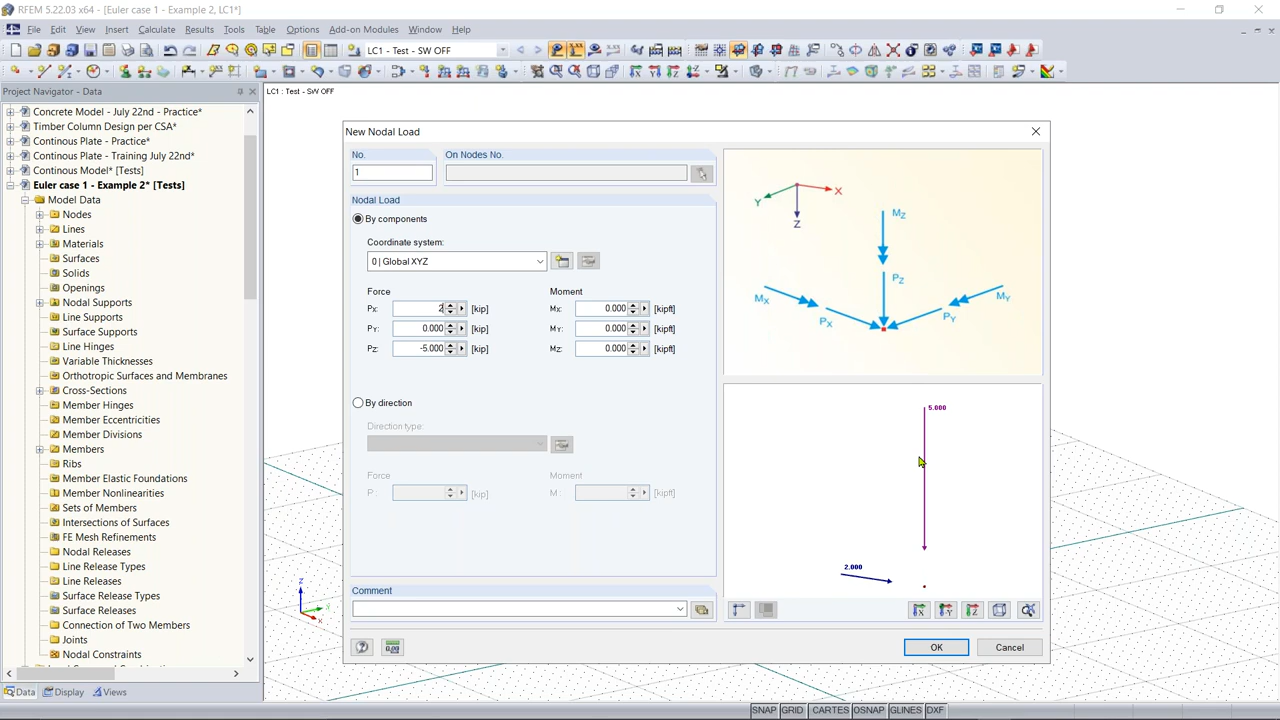 RFEM 5.22.03 x64 - [Euler case 1 - Example 2, LC1*]
File Edit View Insert Calculate Results Tools Table Options Add-on Modules Window Help
LC1 - Test - SW OFF
Project Navigator - Data
LC1 : Test - SW OFF
Concrete Model - July 22nd - Practice*
Timber Column Design per CSA*
Continous Plate - Practice*
Continous Plate - Training July 22nd*
Continous Model* [Tests]
Euler case 1 - Example 2* [Tests]
Model Data
Nodes
Lines
Materials
Surfaces
Solids
Openings
Nodal Supports
Line Supports
Surface Supports
Line Hinges
Variable Thicknesses
Orthotropic Surfaces and Membranes
Cross-Sections
Member Hinges
Member Eccentricities
Member Divisions
Members
Ribs
Member Elastic Foundations
Member Nonlinearities
Sets of Members
Intersections of Surfaces
FE Mesh Refinements
Nodal Releases
Line Release Types
Line Releases
Surface Release Types
Surface Releases
Connection of Two Members
Joints
Nodal Constraints
Data Display Views
New Nodal Load
No.
1
On Nodes No.
Nodal Load
By components
Coordinate system:
0 | Global XYZ
Force Moment
PX: 2 [kip] MX: 0.000 [kipft]
PY: 0.000 [kip] MY: 0.000 [kipft]
PZ: -5.000 [kip] MZ: 0.000 [kipft]
By direction
Direction type:
Force Moment
P : [kip] M : [kipft]
Comment
X
Y
Z
MZ
PZ
MX
MY
PX
PY
5.000
2.000
OK Cancel
SNAP GRID CARTES OSNAP GLINES DXF